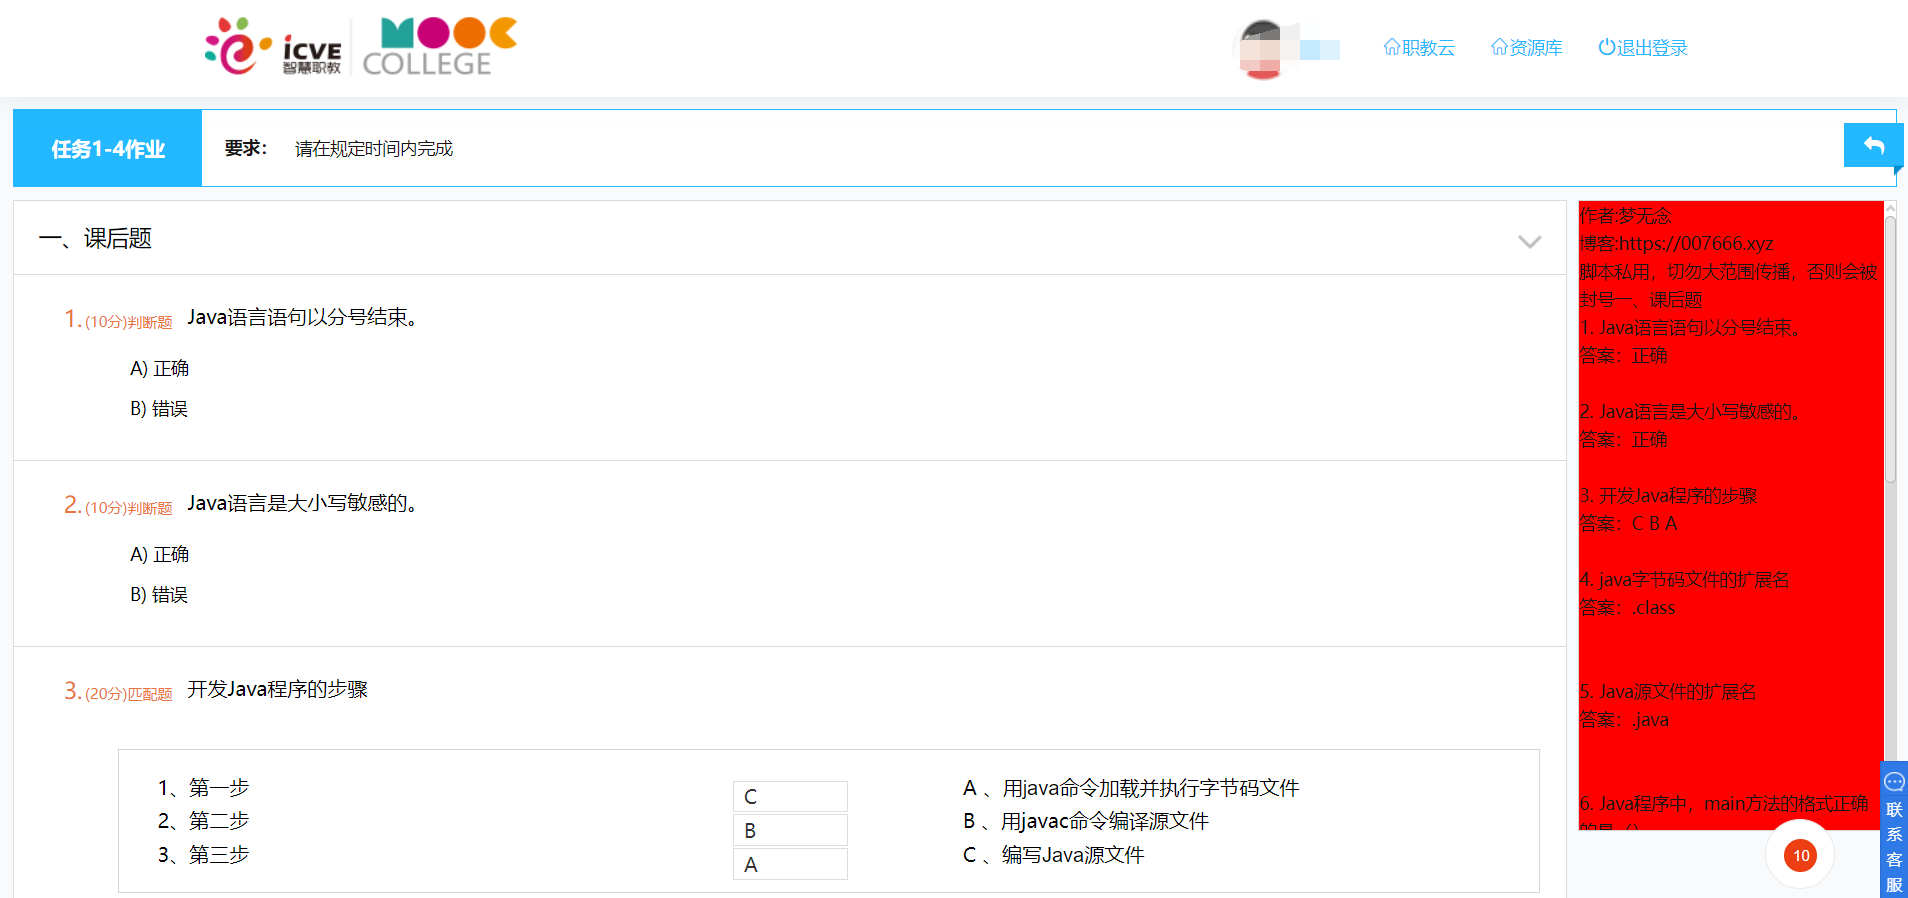 icve
智慧职教
MOOC
COLLEGE
职教云
资源库
退出登录
任务1-4作业
要求：
请在规定时间内完成
一、课后题
1.(10分)判断题 Java语言语句以分号结束。
A) 正确
B) 错误
2.(10分)判断题 Java语言是大小写敏感的。
A) 正确
B) 错误
3.(20分)匹配题 开发Java程序的步骤
1、第一步
C
A 、用java命令加载并执行字节码文件
2、第二步
B
B 、用javac命令编译源文件
3、第三步
A
C 、编写Java源文件
作者:梦无念
博客:https://007666.xyz
脚本私用，切勿大范围传播，否则会被
封号一、课后题
1. Java语言语句以分号结束。
答案：正确
2. Java语言是大小写敏感的。
答案：正确
3. 开发Java程序的步骤
答案：C B A
4. java字节码文件的扩展名
答案：.class
5. Java源文件的扩展名
答案：.java
6. Java程序中，main方法的格式正确
的是（）
10
联
系
客
服